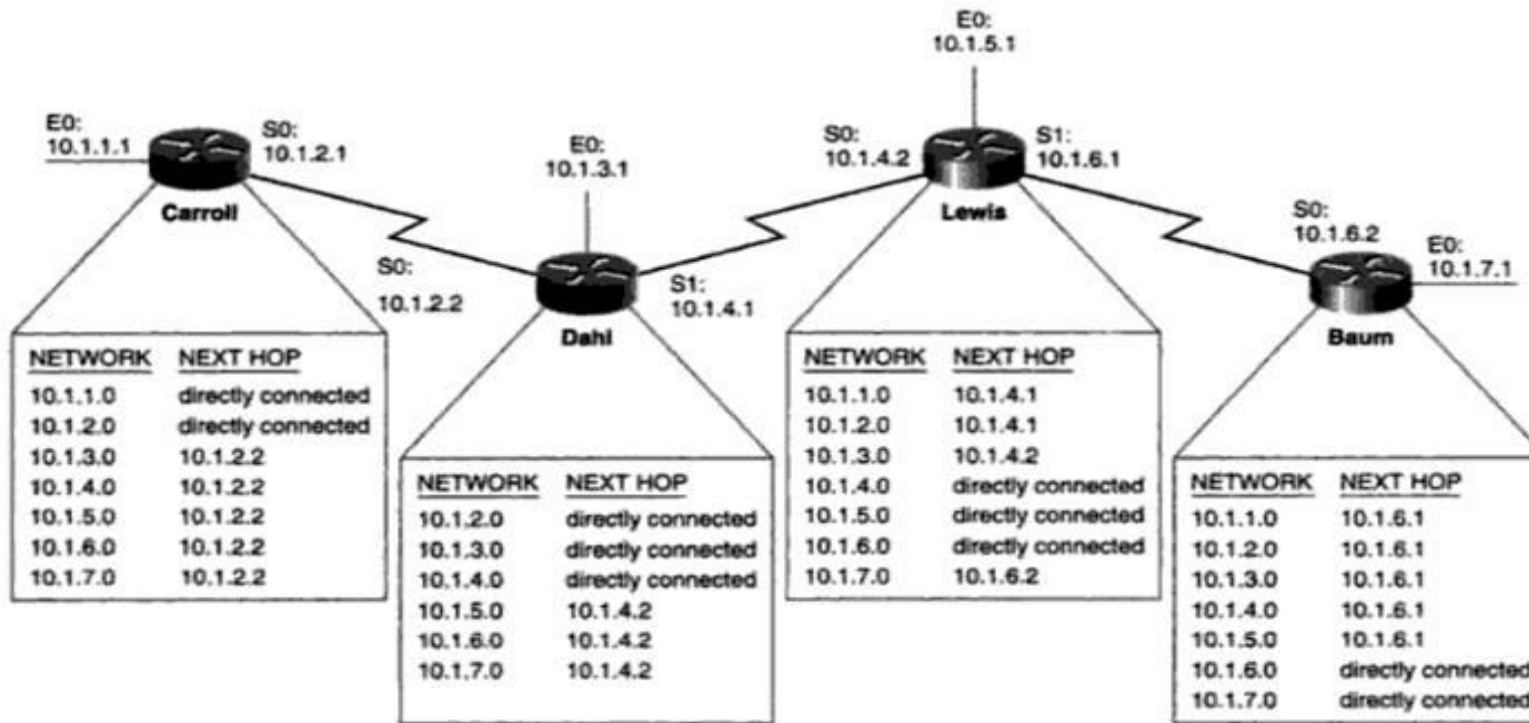 E0:
10.1.5.1
E0:
10.1.1.1
S0:
10.1.2.1
Carroll
E0:
10.1.3.1
S0:
10.1.4.2
S1:
10.1.6.1
Lewis
S0:
10.1.2.2
S1:
10.1.4.1
Dahl
S0:
10.1.6.2
E0:
10.1.7.1
Baum
NETWORK NEXT HOP
10.1.1.0 directly connected
10.1.2.0 directly connected
10.1.3.0 10.1.2.2
10.1.4.0 10.1.2.2
10.1.5.0 10.1.2.2
10.1.6.0 10.1.2.2
10.1.7.0 10.1.2.2
NETWORK NEXT HOP
10.1.2.0 directly connected
10.1.3.0 directly connected
10.1.4.0 directly connected
10.1.5.0 10.1.4.2
10.1.6.0 10.1.4.2
10.1.7.0 10.1.4.2
NETWORK NEXT HOP
10.1.1.0 10.1.4.1
10.1.2.0 10.1.4.1
10.1.3.0 10.1.4.2
10.1.4.0 directly connected
10.1.5.0 directly connected
10.1.6.0 directly connected
10.1.7.0 10.1.6.2
NETWORK NEXT HOP
10.1.1.0 10.1.6.1
10.1.2.0 10.1.6.1
10.1.3.0 10.1.6.1
10.1.4.0 10.1.6.1
10.1.5.0 10.1.6.1
10.1.6.0 directly connected
10.1.7.0 directly connected